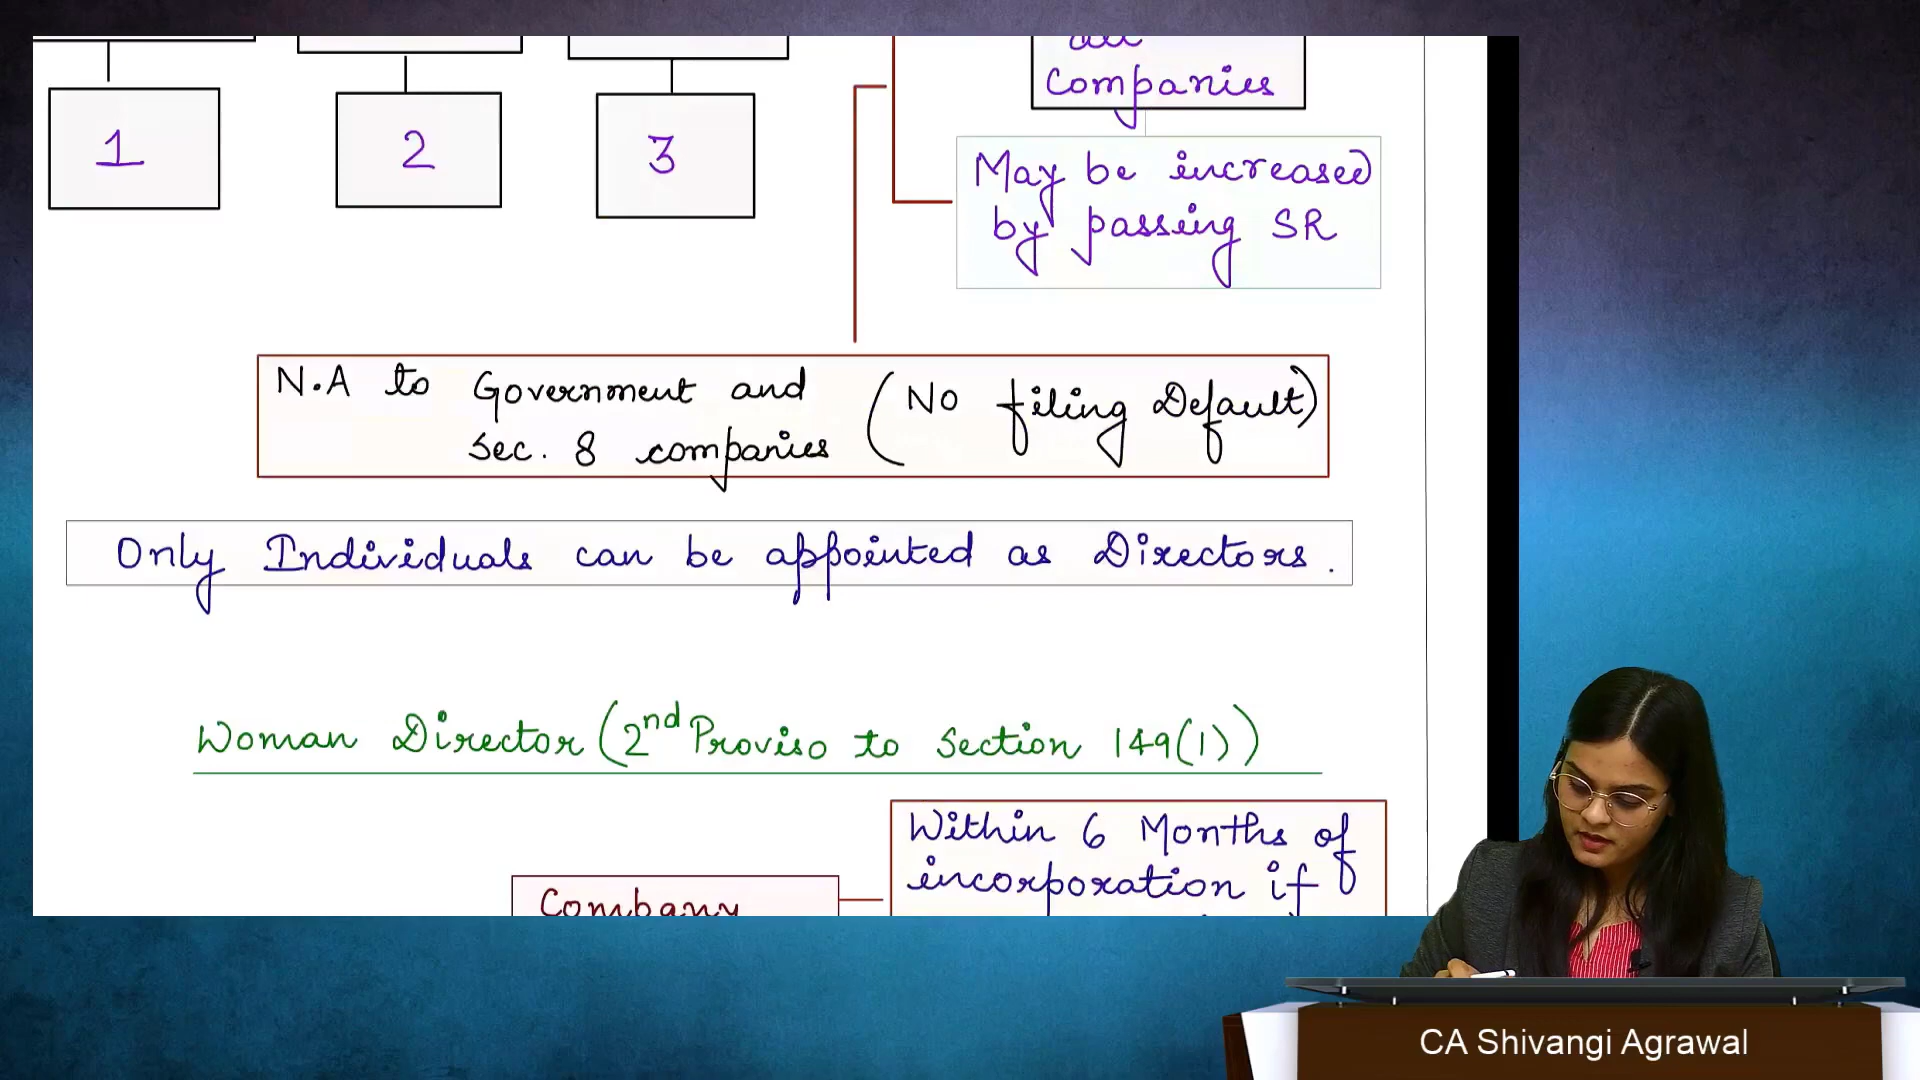 all
Companies
1
2
3
May be increased
by passing SR
N.A to Government and
Sec. 8 companies
(No filing Default)
Only Individuals can be appointed as Directors.
Woman Director (2nd Proviso to Section 149(1))
Within 6 Months of
incorporation if
Company
CA Shivangi Agrawal